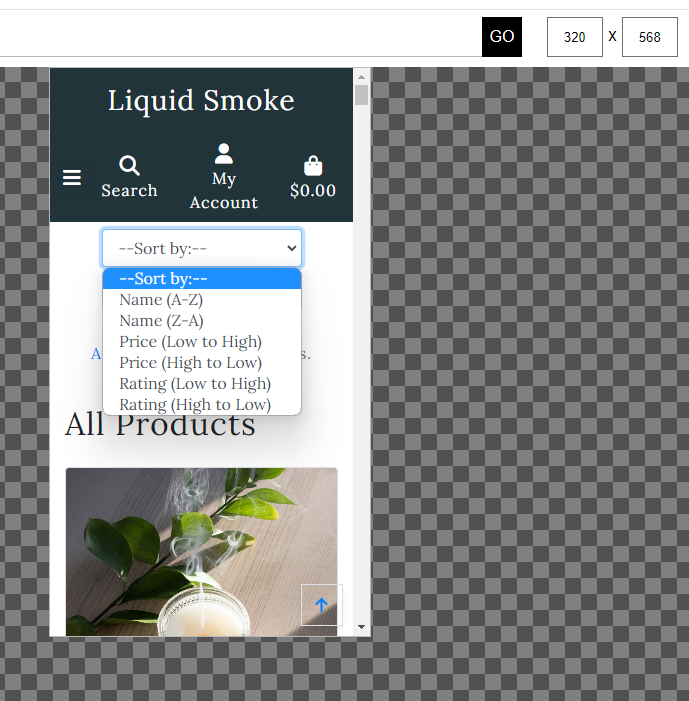 GO
320 X 568
Liquid Smoke
Search
My
Account
$0.00
--Sort by:--
--Sort by:--
Name (A-Z)
Name (Z-A)
Price (Low to High)
Price (High to Low)
Rating (Low to High)
Rating (High to Low)
All Products